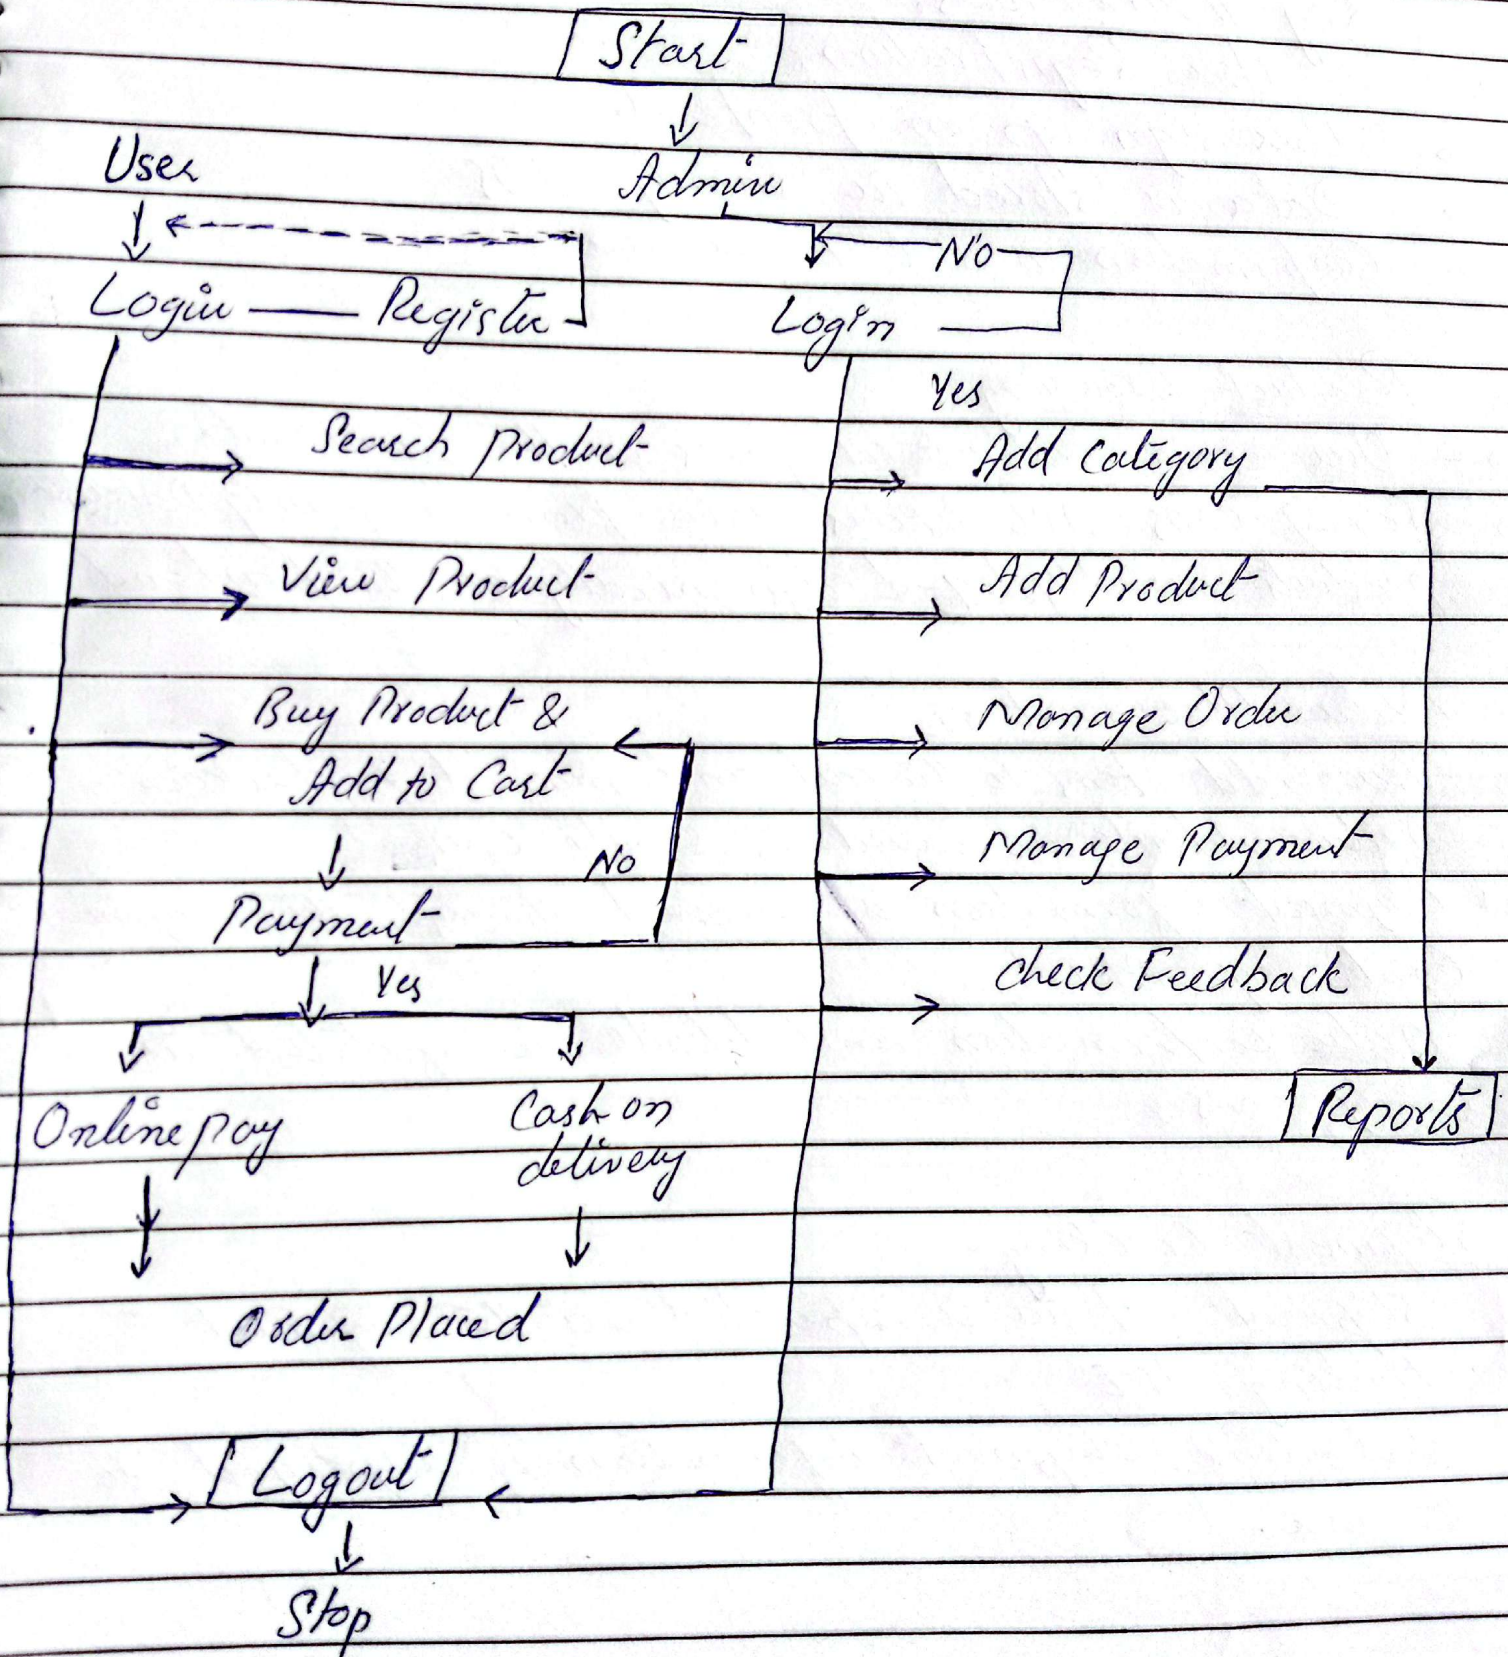 Start
User
Admin
No
Login
Register
Login
Yes
Search Product
Add Category
View Product
Add Product
Buy Product &
Add to Cart
Manage Order
No
Manage Payment
Payment
Yes
check Feedback
Online pay
Cash on
delivery
Reports
Order Placed
Logout
Stop